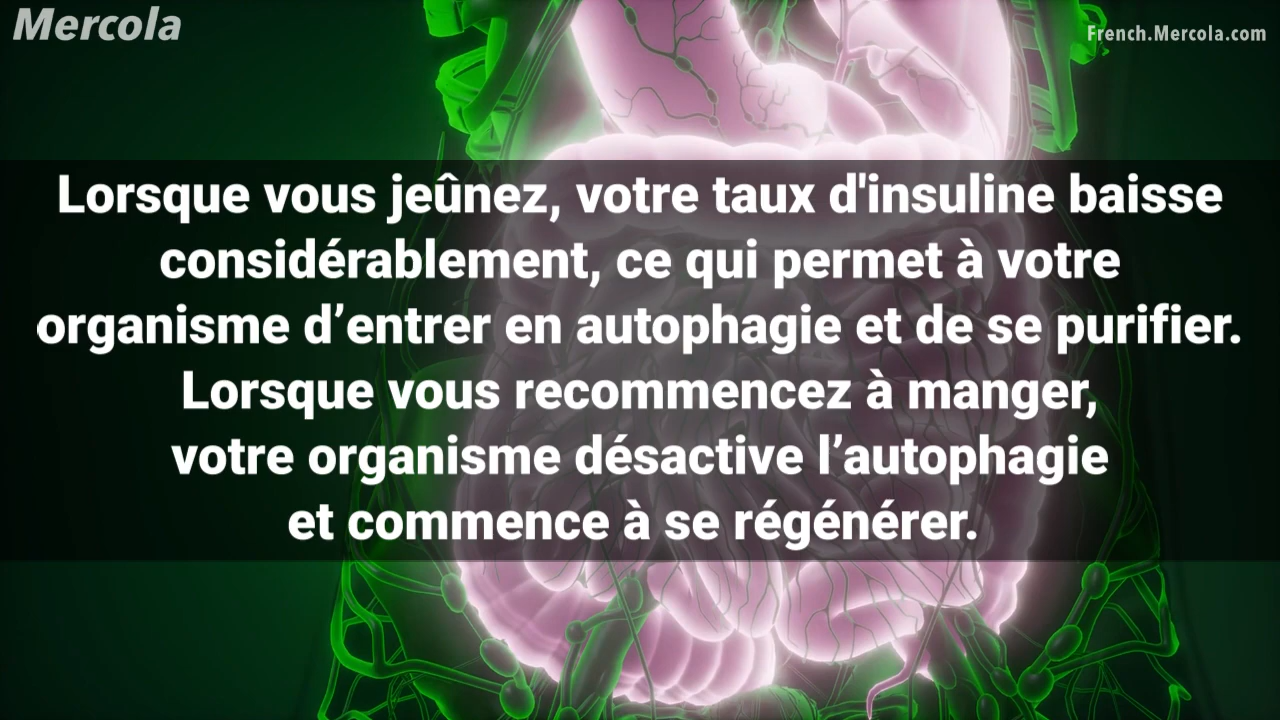 Mercola
French.Mercola.com
Lorsque vous jeûnez, votre taux d'insuline baisse
considérablement, ce qui permet à votre
organisme d’entrer en autophagie et de se purifier.
Lorsque vous recommencez à manger,
votre organisme désactive l’autophagie
et commence à se régénérer.